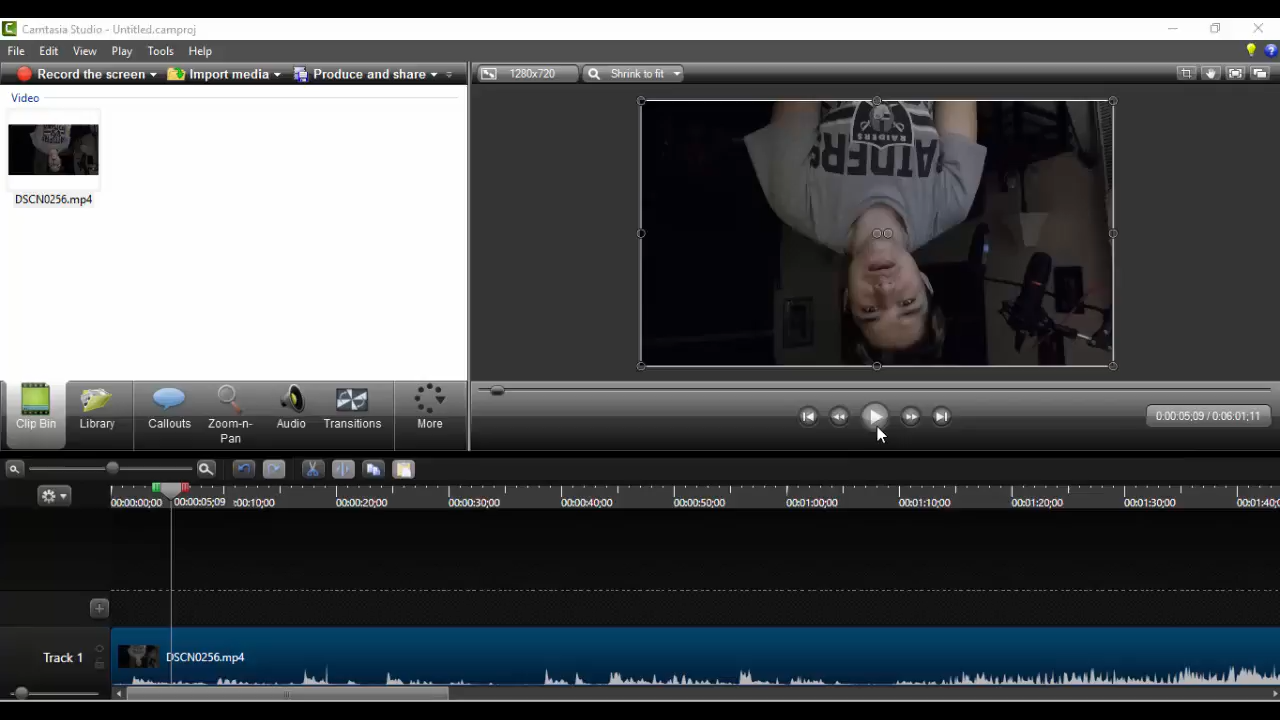 Camtasia Studio - Untitled.camproj
File Edit View Play Tools Help
Record the screen Import media Produce and share
1280x720 Shrink to fit
Video
DSCN0256.mp4
RAIDERS
Clip Bin Library Callouts Zoom-n-Pan Audio Transitions More
0:00:05;09 / 0:06:01;11
00:00:00;00 00:00:05;09 00:00:20;00 00:00:30;00 00:00:40;00 00:00:50;00 00:01:00;00 00:01:10;00 00:01:20;00 00:01:30;00
Track 1 DSCN0256.mp4